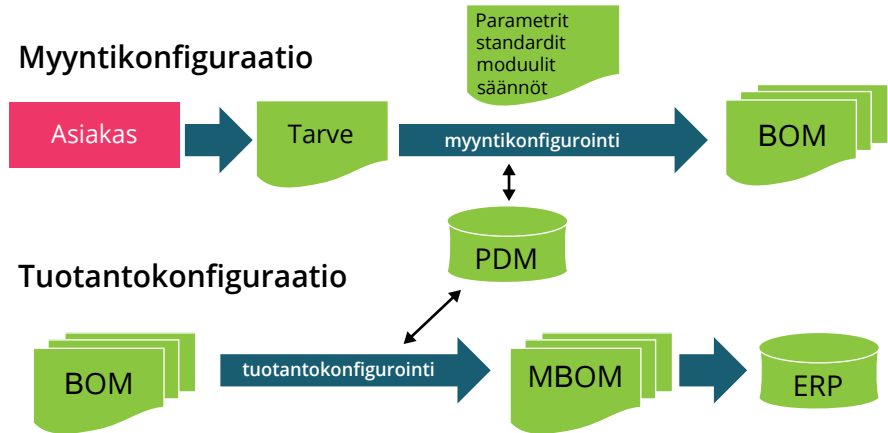 Myyntikonfiguraatio
Parametrit
standardit
moduulit
säännöt
Asiakas
Tarve
myyntikonfigurointi
BOM
PDM
Tuotantokonfiguraatio
BOM
tuotantokonfigurointi
MBOM
ERP